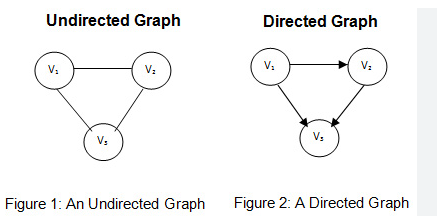 Undirected Graph
Directed Graph
V₁
V₂
V₃
V₁
V₂
V₃
Figure 1: An Undirected Graph
Figure 2: A Directed Graph